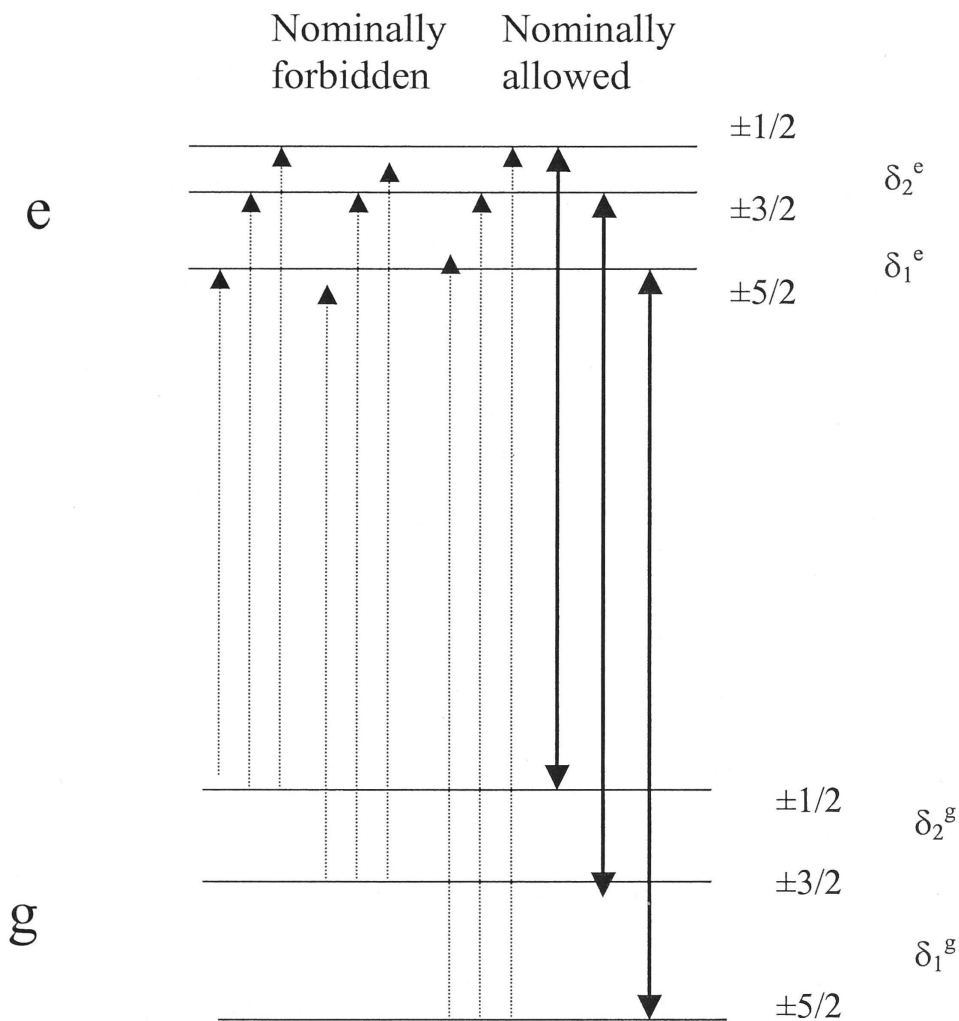 Nominally forbidden
Nominally allowed
±1/2
δ₂ᵉ
e
±3/2
δ₁ᵉ
±5/2
±1/2
δ₂ᵍ
±3/2
g
δ₁ᵍ
±5/2